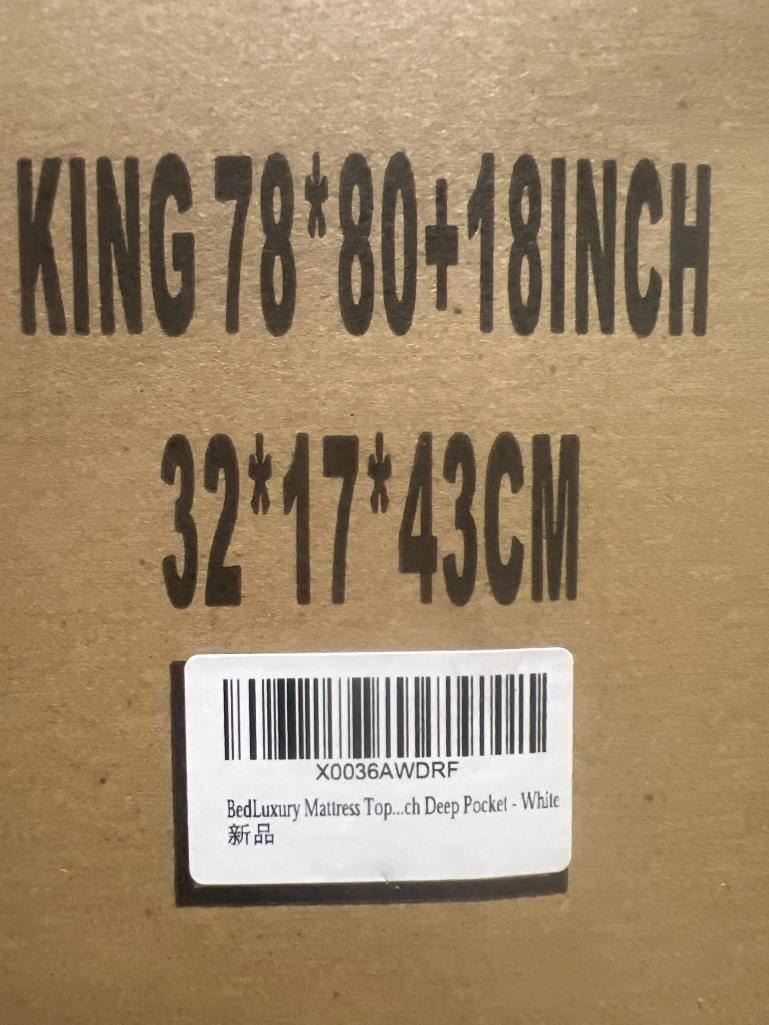 KING 78*80+18INCH
32*17*43CM
X0036AWDRF
BedLuxury Mattress Top...ch Deep Pocket - White
新品